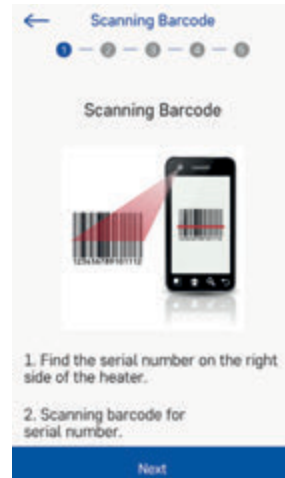 Scanning Barcode
1 2 3 4 5
Scanning Barcode
1. Find the serial number on the right
side of the heater.
2. Scanning barcode for
serial number.
Next